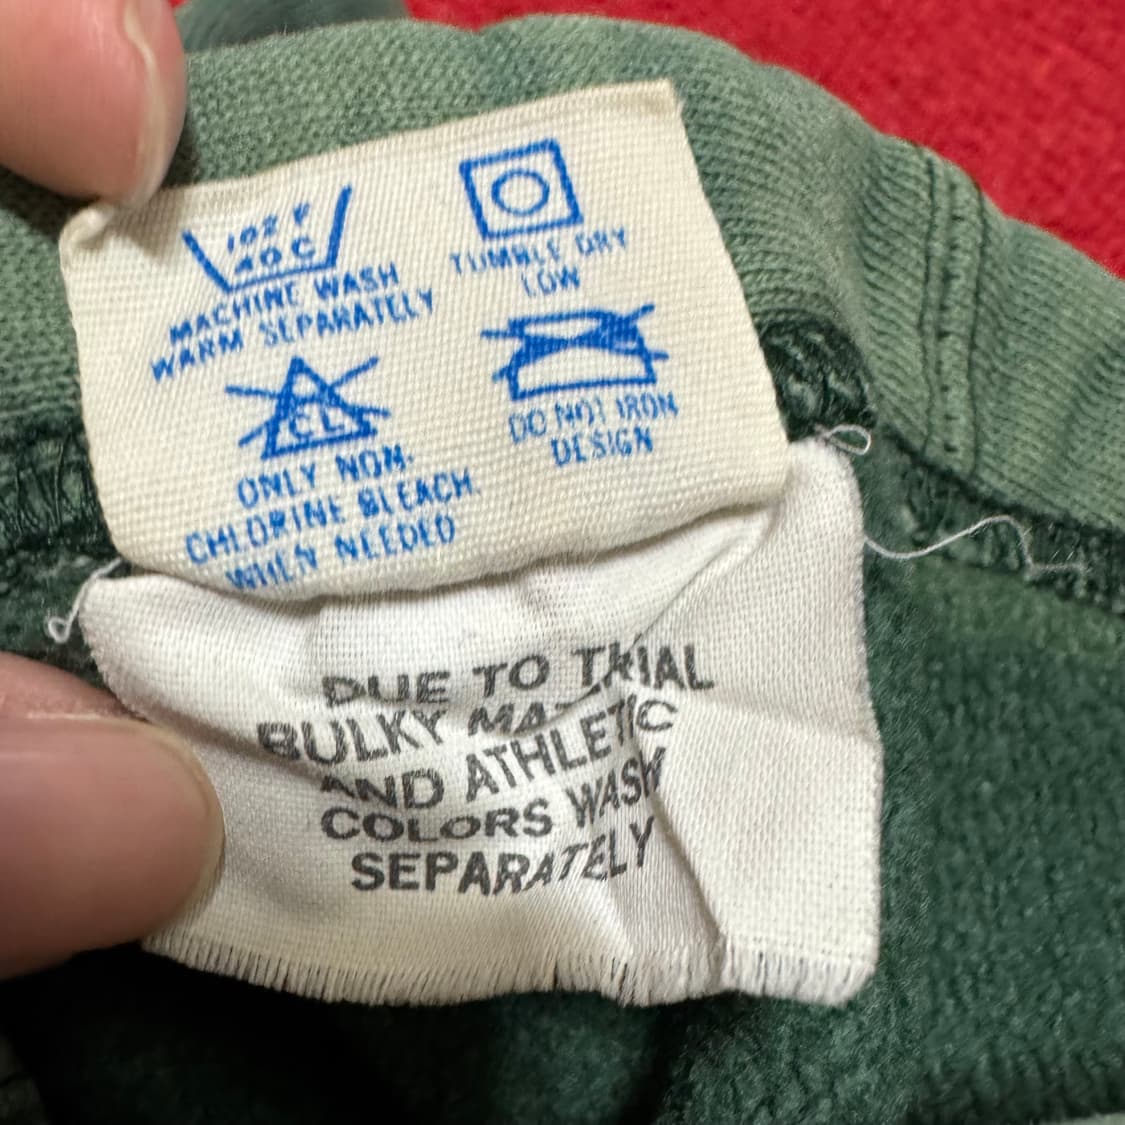 105 F
40 C
MACHINE WASH
WARM SEPARATELY
TUMBLE DRY
LOW
CL
ONLY NON-
CHLORINE BLEACH
WHEN NEEDED
DO NOT IRON
DESIGN
DUE TO TRIAL
BULKY
AND ATHLETIC
COLORS WASH
SEPARATELY